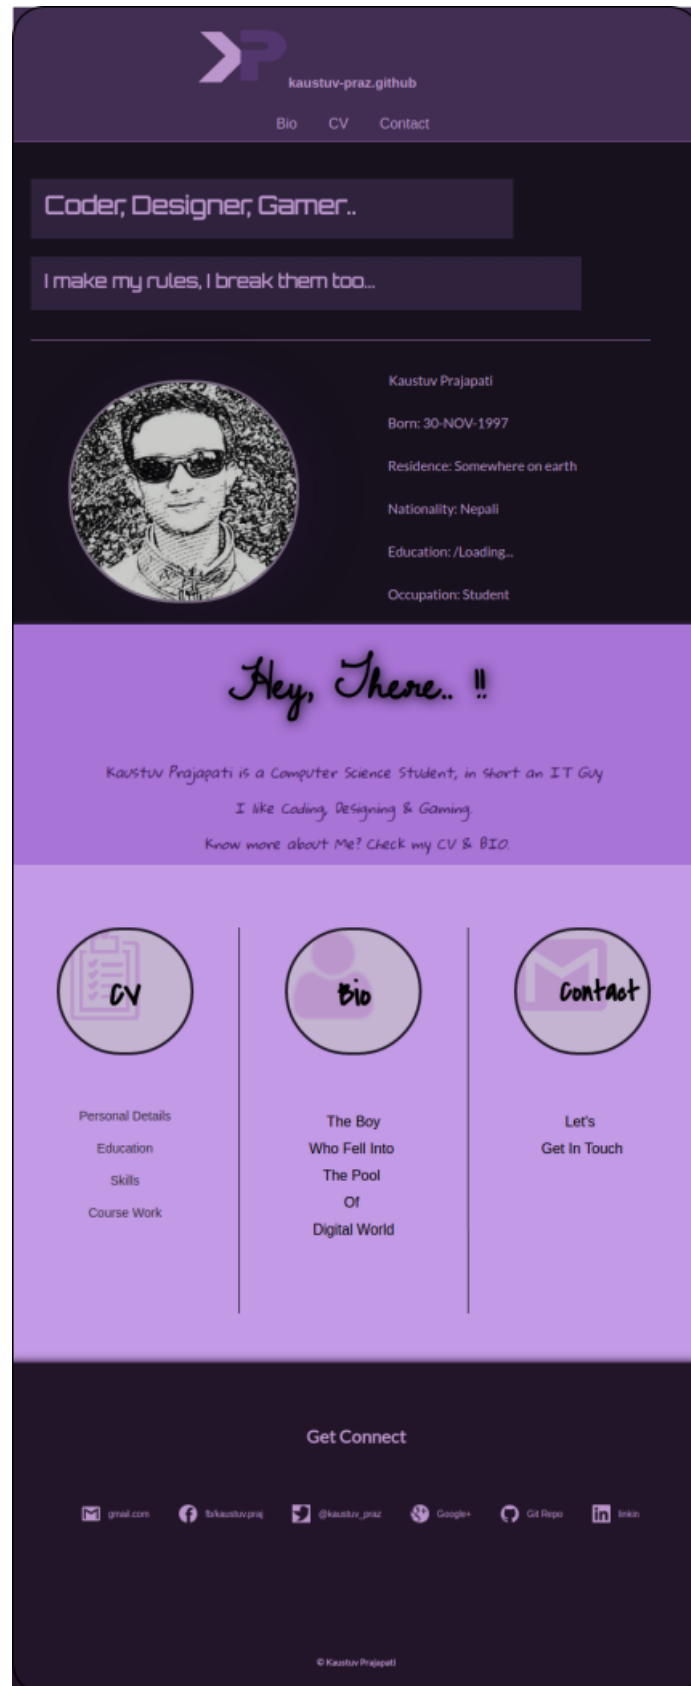 KP
kaustuv-praz.github
Bio CV Contact
Coder, Designer, Gamer..
I make my rules, I break them too...
Kaustuv Prajapati
Born: 30-NOV-1997
Residence: Somewhere on earth
Nationality: Nepali
Education: /Loading...
Occupation: Student
Hey, There.. !!
Kaustuv Prajapati is a Computer Science Student, in short an IT Guy
I like Coding, Designing & Gaming.
Know more about Me? Check my CV & BIO.
CV
Personal Details
Education
Skills
Course Work
Bio
The Boy
Who Fell Into
The Pool
Of
Digital World
Contact
Let's
Get In Touch
Get Connect
gmail.com fb/kaustuv.praj @kaustuv_praz Google+ Git Repo linkin
© Kaustuv Prajapati